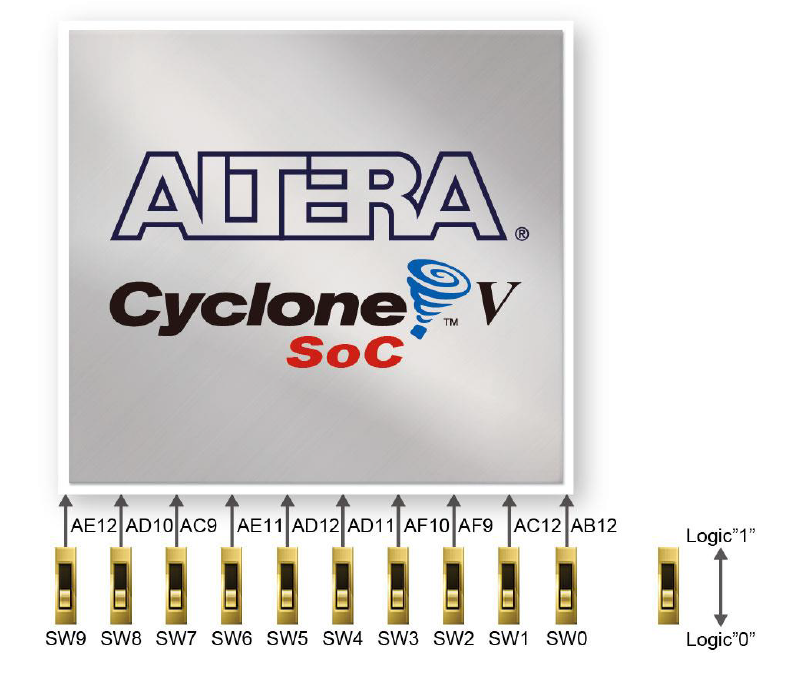 ALTERA®
Cyclone™ V
SoC
AE12 AD10 AC9 AE11 AD12 AD11 AF10 AF9 AC12 AB12
Logic"1"
SW9 SW8 SW7 SW6 SW5 SW4 SW3 SW2 SW1 SW0
Logic"0"